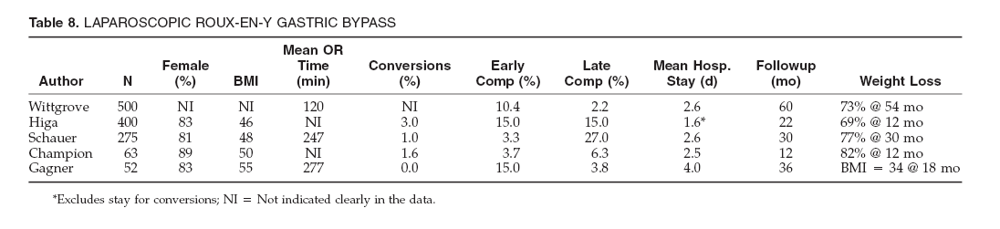 Table 8. LAPAROSCOPIC ROUX-EN-Y GASTRIC BYPASS
Mean OR
Female Time Conversions Early Late Mean Hosp. Followup
Author N (%) BMI (min) (%) Comp (%) Comp (%) Stay (d) (mo) Weight Loss
Wittgrove 500 NI NI 120 NI 10.4 2.2 2.6 60 73% @ 54 mo
Higa 400 83 46 NI 3.0 15.0 15.0 1.6* 22 69% @ 12 mo
Schauer 275 81 48 247 1.0 3.3 27.0 2.6 30 77% @ 30 mo
Champion 63 89 50 NI 1.6 3.7 6.3 2.5 12 82% @ 12 mo
Gagner 52 83 55 277 0.0 15.0 3.8 4.0 36 BMI = 34 @ 18 mo
*Excludes stay for conversions; NI = Not indicated clearly in the data.